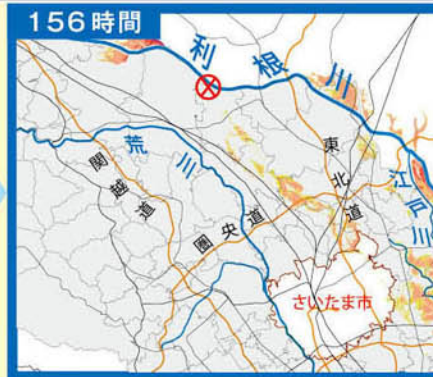 156時間
利根川
荒川
関越道
東北道
江戸川
圏央道
さいたま市